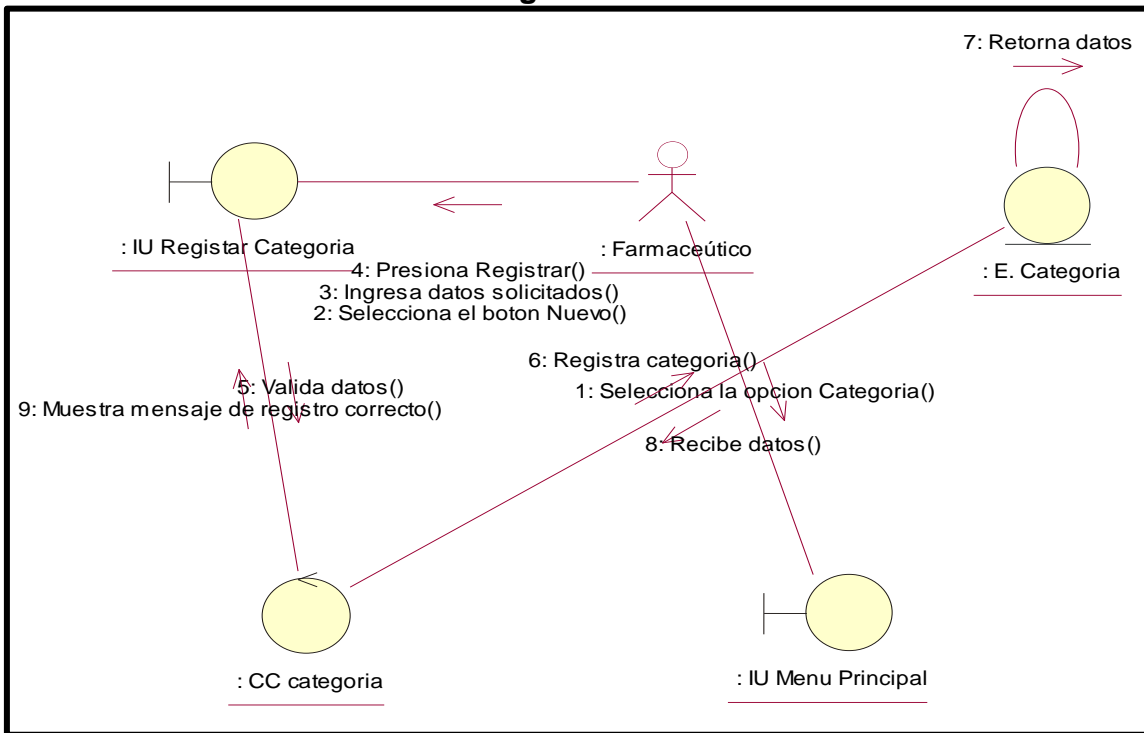 7: Retorna datos
: IU Registar Categoria
: Farmaceútico
: E. Categoria
4: Presiona Registrar()
3: Ingresa datos solicitados()
2: Selecciona el boton Nuevo()
6: Registra categoria()
5: Valida datos()
1: Selecciona la opcion Categoria()
9: Muestra mensaje de registro correcto()
8: Recibe datos()
: CC categoria
: IU Menu Principal